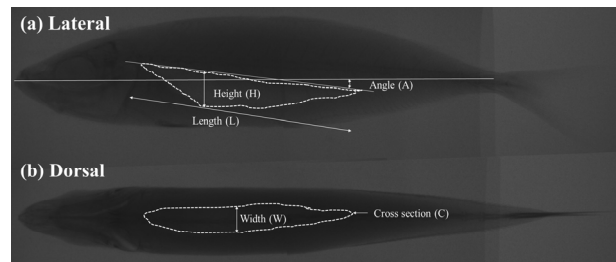 (a) Lateral
Angle (A)
Height (H)
Length (L)
(b) Dorsal
Cross section (C)
Width (W)